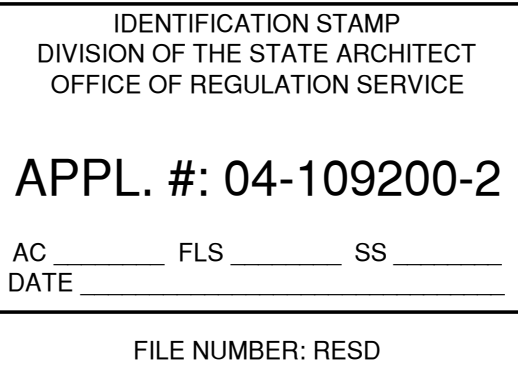 IDENTIFICATION STAMP
DIVISION OF THE STATE ARCHITECT
OFFICE OF REGULATION SERVICE
APPL. #: 04-109200-2
AC ________ FLS ________ SS ________
DATE _______________________________
FILE NUMBER: RESD